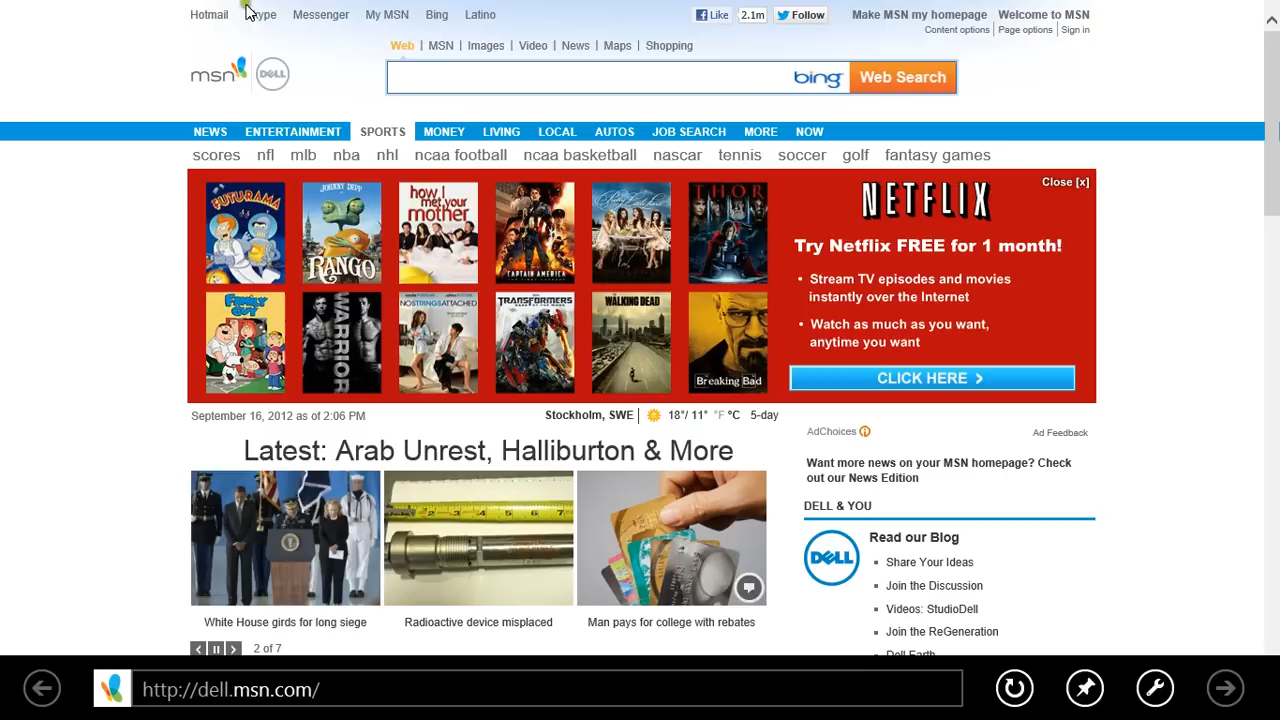 Hotmail Skype Messenger My MSN Bing Latino Like 2.1m Follow Make MSN my homepage Welcome to MSN
Content options Page options Sign in
Web MSN Images Video News Maps Shopping
msn DELL bing Web Search
NEWS ENTERTAINMENT SPORTS MONEY LIVING LOCAL AUTOS JOB SEARCH MORE NOW
scores nfl mlb nba nhl ncaa football ncaa basketball nascar tennis soccer golf fantasy games
Close [x]
NETFLIX
Try Netflix FREE for 1 month!
• Stream TV episodes and movies
instantly over the Internet
• Watch as much as you want,
anytime you want
CLICK HERE
FUTURAMA
JOHNNY DEPP
RANGO
how i
met your
mother
CAPTAIN AMERICA
THOR
FAMILY GUY
WARRIOR
NO STRINGS ATTACHED
TRANSFORMERS
WALKING DEAD
Breaking Bad
September 16, 2012 as of 2:06 PM Stockholm, SWE 18°/ 11° °F °C 5-day
Latest: Arab Unrest, Halliburton & More
White House girds for long siege Radioactive device misplaced Man pays for college with rebates
2 of 7
AdChoices Ad Feedback
Want more news on your MSN homepage? Check
out our News Edition
DELL & YOU
DELL
Read our Blog
Share Your Ideas
Join the Discussion
Videos: StudioDell
Join the ReGeneration
Dell Earth
http://dell.msn.com/